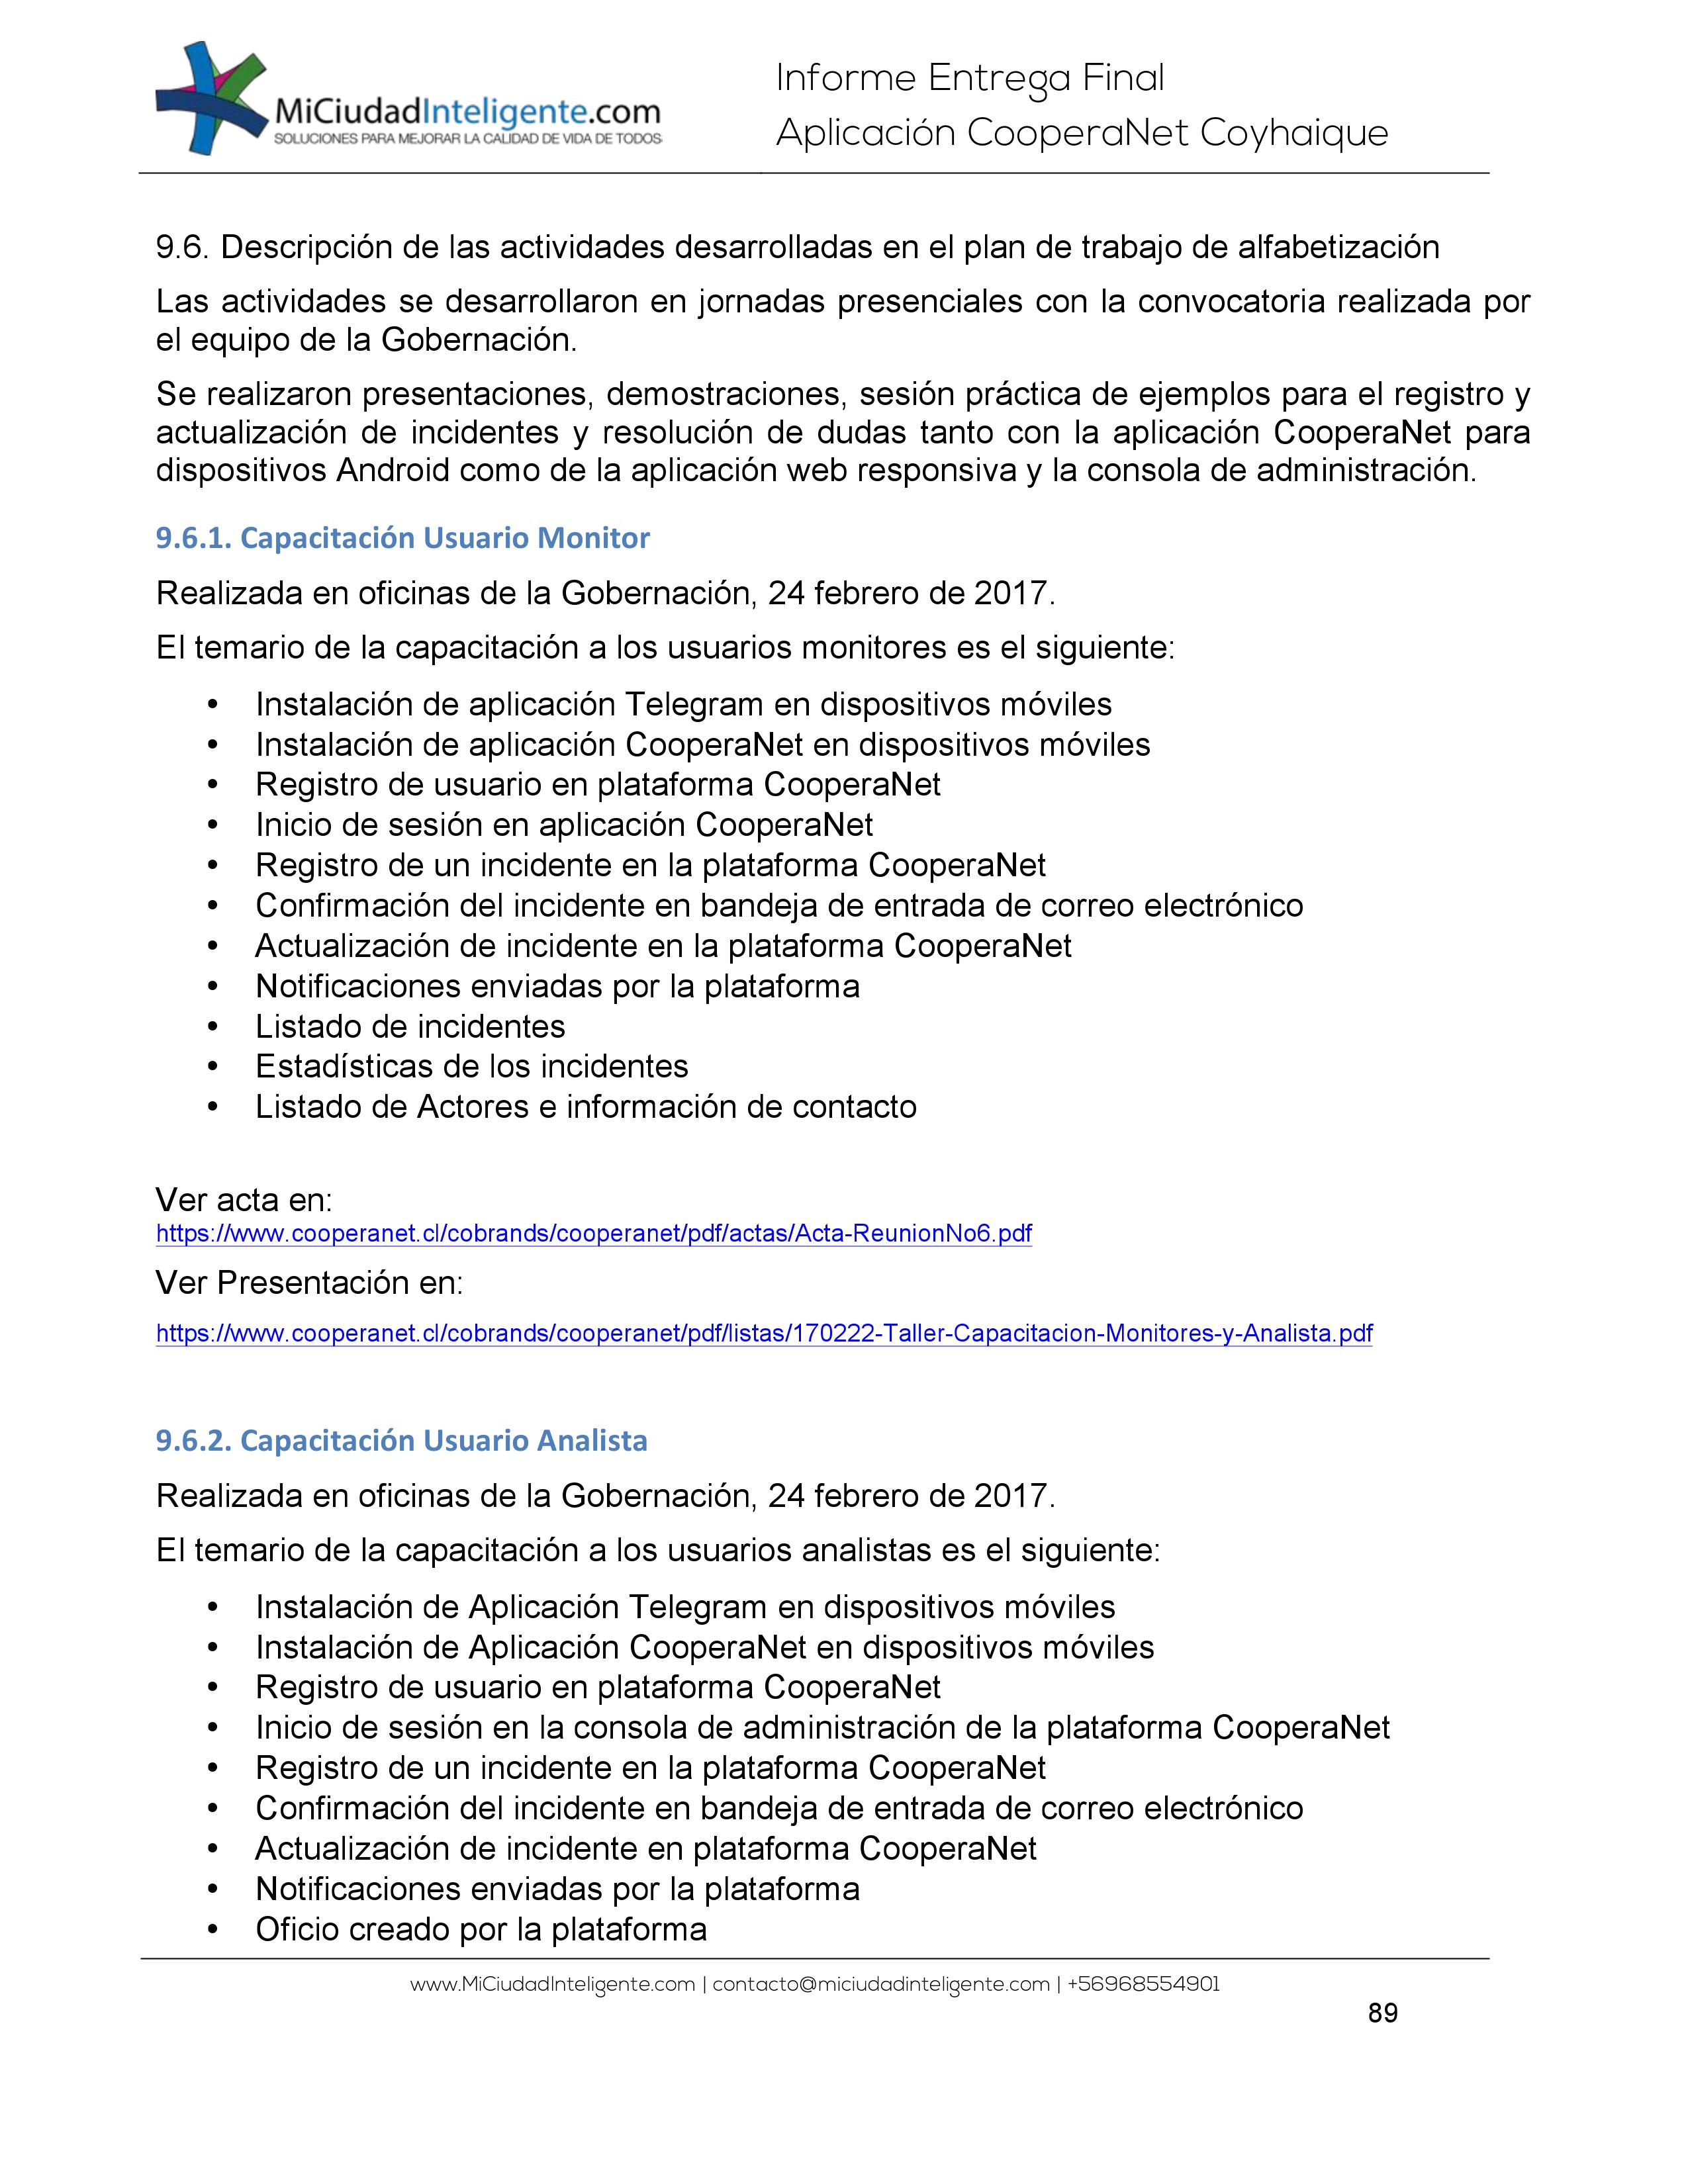 MiCiudadInteligente.com
SOLUCIONES PARA MEJORAR LA CALIDAD DE VIDA DE TODOS
Informe Entrega Final
Aplicación CooperaNet Coyhaique
9.6. Descripción de las actividades desarrolladas en el plan de trabajo de alfabetización
Las actividades se desarrollaron en jornadas presenciales con la convocatoria realizada por
el equipo de la Gobernación.
Se realizaron presentaciones, demostraciones, sesión práctica de ejemplos para el registro y
actualización de incidentes y resolución de dudas tanto con la aplicación CooperaNet para
dispositivos Android como de la aplicación web responsiva y la consola de administración.
9.6.1. Capacitación Usuario Monitor
Realizada en oficinas de la Gobernación, 24 febrero de 2017.
El temario de la capacitación a los usuarios monitores es el siguiente:
• Instalación de aplicación Telegram en dispositivos móviles
• Instalación de aplicación CooperaNet en dispositivos móviles
• Registro de usuario en plataforma CooperaNet
• Inicio de sesión en aplicación CooperaNet
• Registro de un incidente en la plataforma CooperaNet
• Confirmación del incidente en bandeja de entrada de correo electrónico
• Actualización de incidente en la plataforma CooperaNet
• Notificaciones enviadas por la plataforma
• Listado de incidentes
• Estadísticas de los incidentes
• Listado de Actores e información de contacto
Ver acta en:
https://www.cooperanet.cl/cobrands/cooperanet/pdf/actas/Acta-ReunionNo6.pdf
Ver Presentación en:
https://www.cooperanet.cl/cobrands/cooperanet/pdf/listas/170222-Taller-Capacitacion-Monitores-y-Analista.pdf
9.6.2. Capacitación Usuario Analista
Realizada en oficinas de la Gobernación, 24 febrero de 2017.
El temario de la capacitación a los usuarios analistas es el siguiente:
• Instalación de Aplicación Telegram en dispositivos móviles
• Instalación de Aplicación CooperaNet en dispositivos móviles
• Registro de usuario en plataforma CooperaNet
• Inicio de sesión en la consola de administración de la plataforma CooperaNet
• Registro de un incidente en la plataforma CooperaNet
• Confirmación del incidente en bandeja de entrada de correo electrónico
• Actualización de incidente en plataforma CooperaNet
• Notificaciones enviadas por la plataforma
• Oficio creado por la plataforma
www.MiCiudadInteligente.com | contacto@miciudadinteligente.com | +56968554901
89